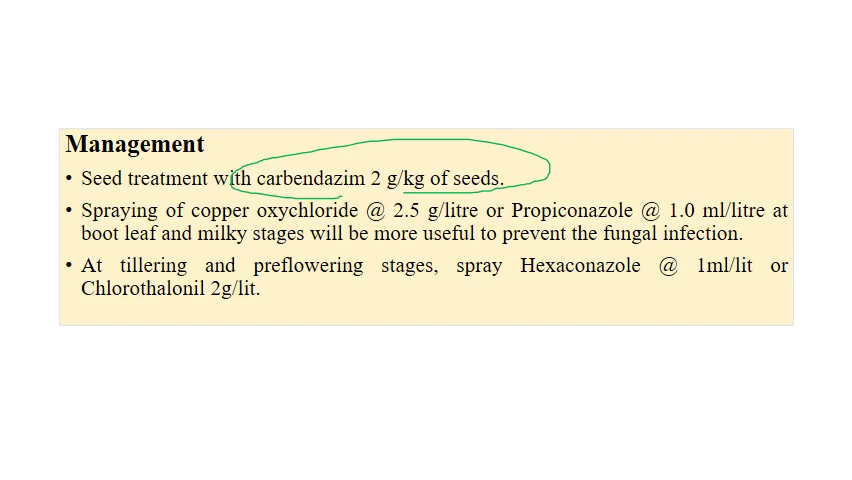 Management
• Seed treatment with carbendazim 2 g/kg of seeds.
• Spraying of copper oxychloride @ 2.5 g/litre or Propiconazole @ 1.0 ml/litre at
boot leaf and milky stages will be more useful to prevent the fungal infection.
• At tillering and preflowering stages, spray Hexaconazole @ 1ml/lit or
Chlorothalonil 2g/lit.